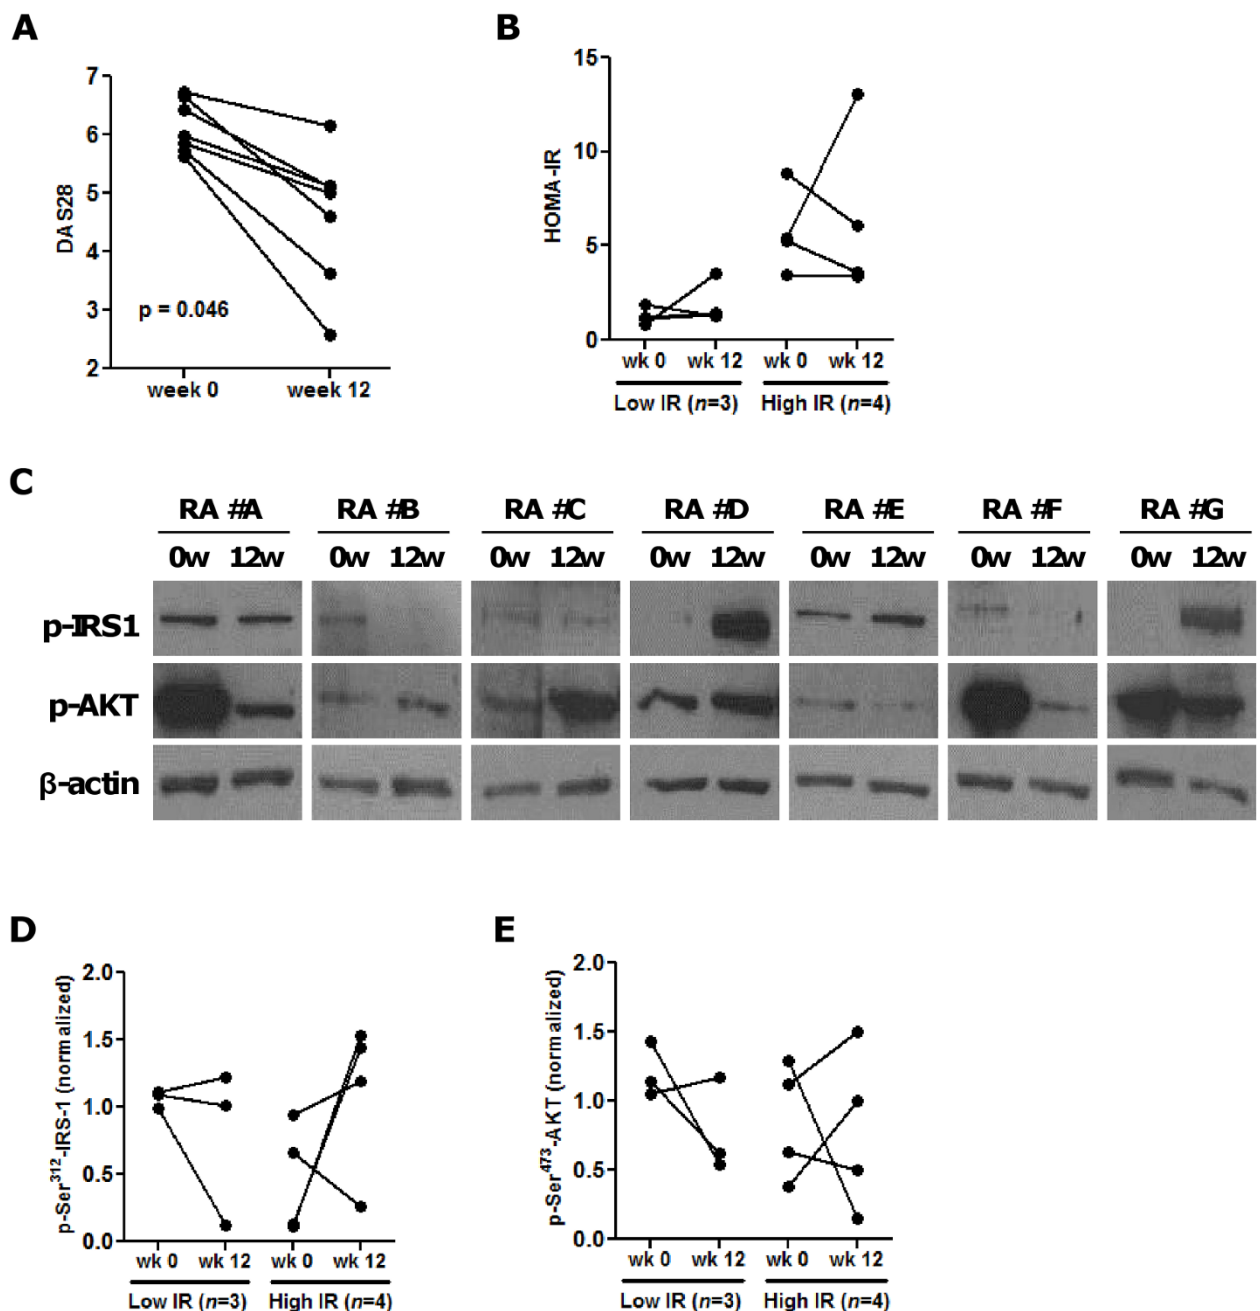 A
7
6
5
4
3
2
DAS28
p = 0.046
week 0 week 12
B
15
10
5
0
HOMA-IR
wk 0 wk 12 wk 0 wk 12
Low IR (n=3) High IR (n=4)
C
RA #A RA #B RA #C RA #D RA #E RA #F RA #G
0w 12w 0w 12w 0w 12w 0w 12w 0w 12w 0w 12w 0w 12w
p-IRS1
p-AKT
β-actin
D
2.0
1.5
1.0
0.5
0.0
p-Ser³¹²-IRS-1 (normalized)
wk 0 wk 12 wk 0 wk 12
Low IR (n=3) High IR (n=4)
E
2.0
1.5
1.0
0.5
0.0
p-Ser⁴⁷³-AKT (normalized)
wk 0 wk 12 wk 0 wk 12
Low IR (n=3) High IR (n=4)